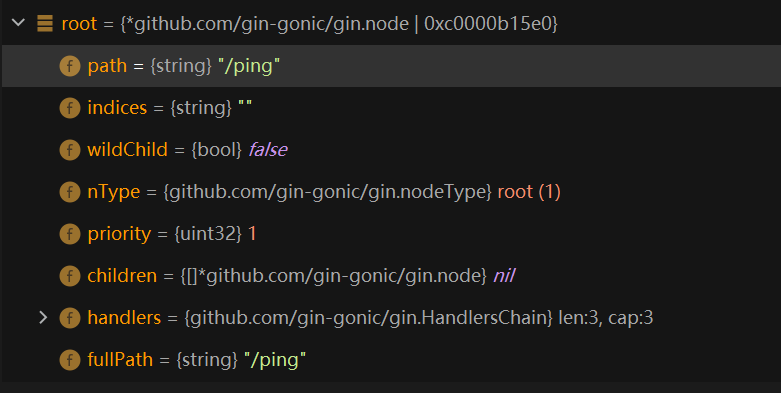 root = {*github.com/gin-gonic/gin.node | 0xc0000b15e0}
f path = {string} "/ping"
f indices = {string} ""
f wildChild = {bool} false
f nType = {github.com/gin-gonic/gin.nodeType} root (1)
f priority = {uint32} 1
f children = {[]*github.com/gin-gonic/gin.node} nil
f handlers = {github.com/gin-gonic/gin.HandlersChain} len:3, cap:3
f fullPath = {string} "/ping"